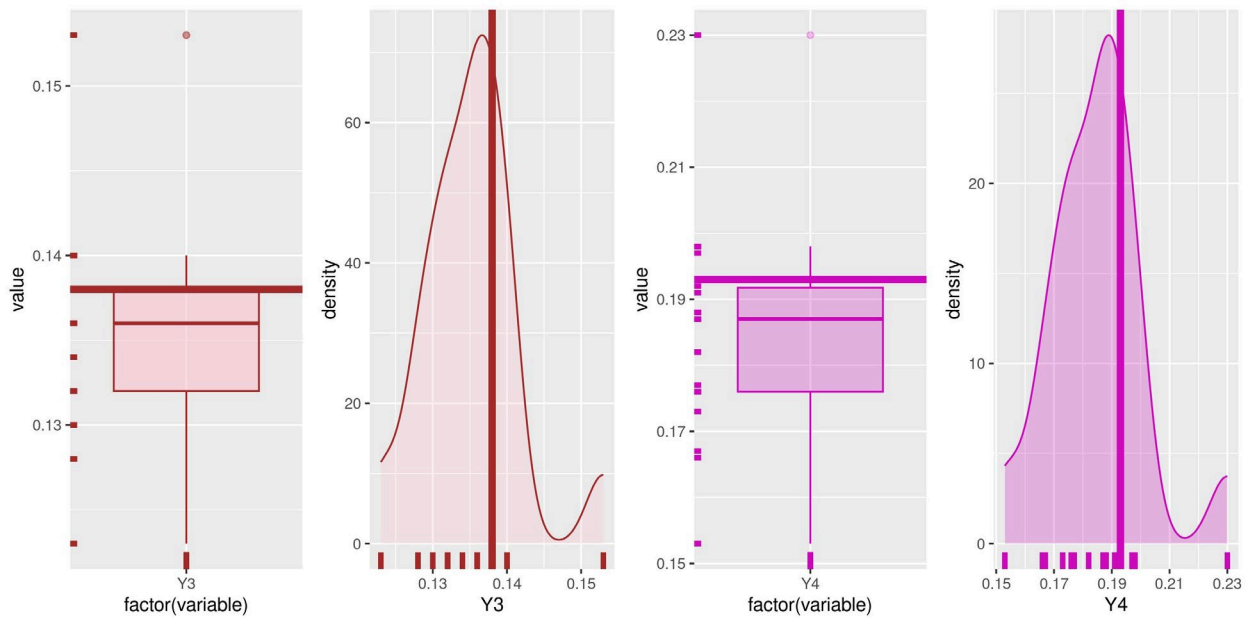 value
0.15
0.14
0.13
Y3
factor(variable)
density
60
40
20
0
0.13 0.14 0.15
Y3
value
0.23
0.21
0.19
0.17
0.15
Y4
factor(variable)
density
20
10
0
0.15 0.17 0.19 0.21 0.23
Y4